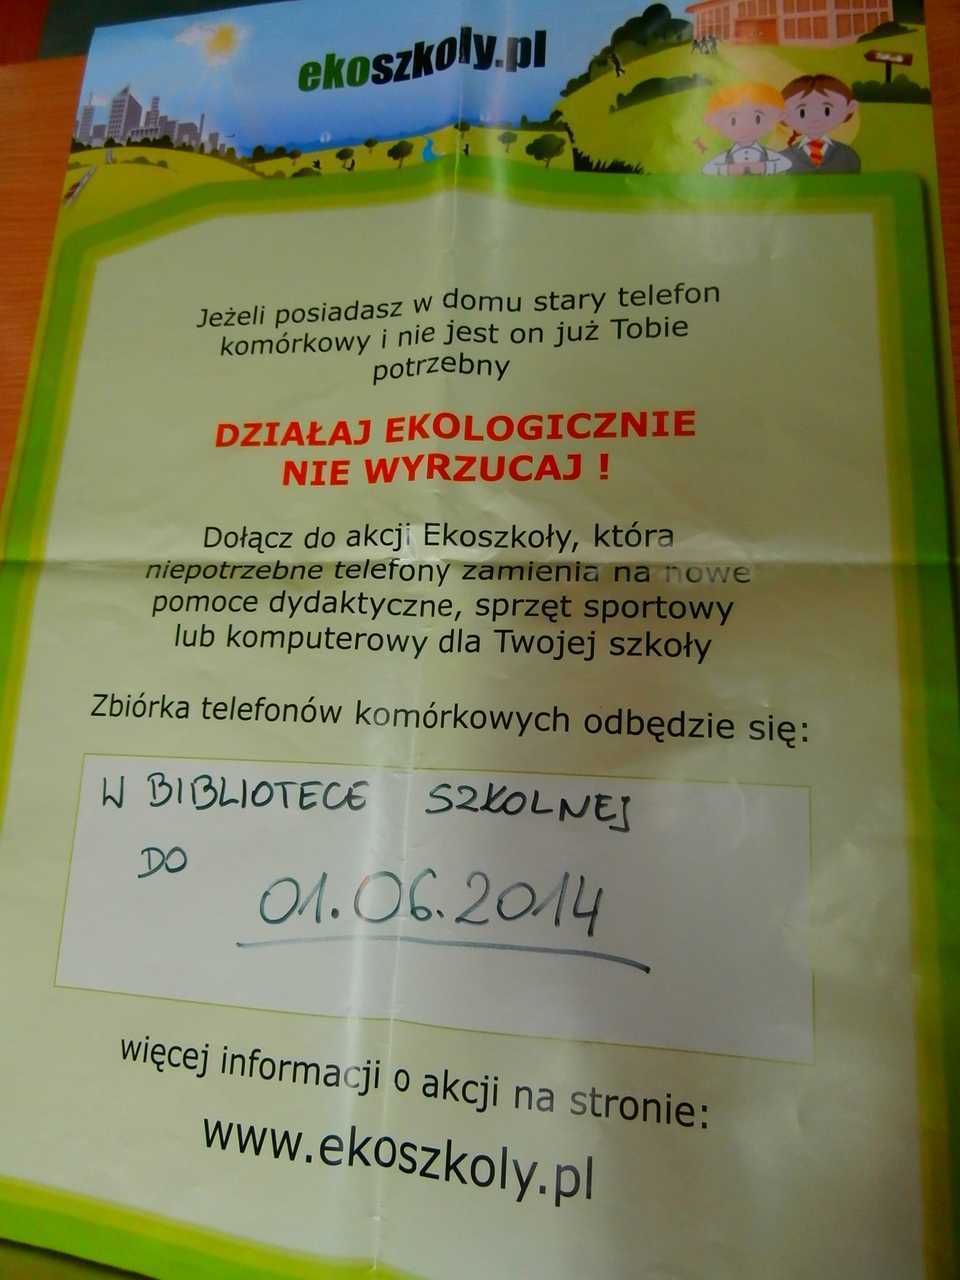 ekoszkoly.pl
Jeżeli posiadasz w domu stary telefon
komórkowy i nie jest on już Tobie
potrzebny
DZIAŁAJ EKOLOGICZNIE
NIE WYRZUCAJ !
Dołącz do akcji Ekoszkoły, która
niepotrzebne telefony zamienia na nowe
pomoce dydaktyczne, sprzęt sportowy
lub komputerowy dla Twojej szkoły
Zbiórka telefonów komórkowych odbędzie się:
W BIBLIOTECE SZKOLNEJ
DO
01.06.2014
więcej informacji o akcji na stronie:
www.ekoszkoly.pl